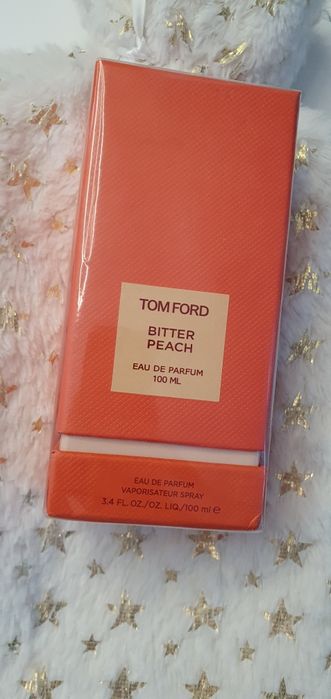 TOM FORD
BITTER
PEACH
EAU DE PARFUM
100 ML
EAU DE PARFUM
VAPORISATEUR SPRAY
3.4 FL. OZ./OZ. LIQ./100 ml ℮